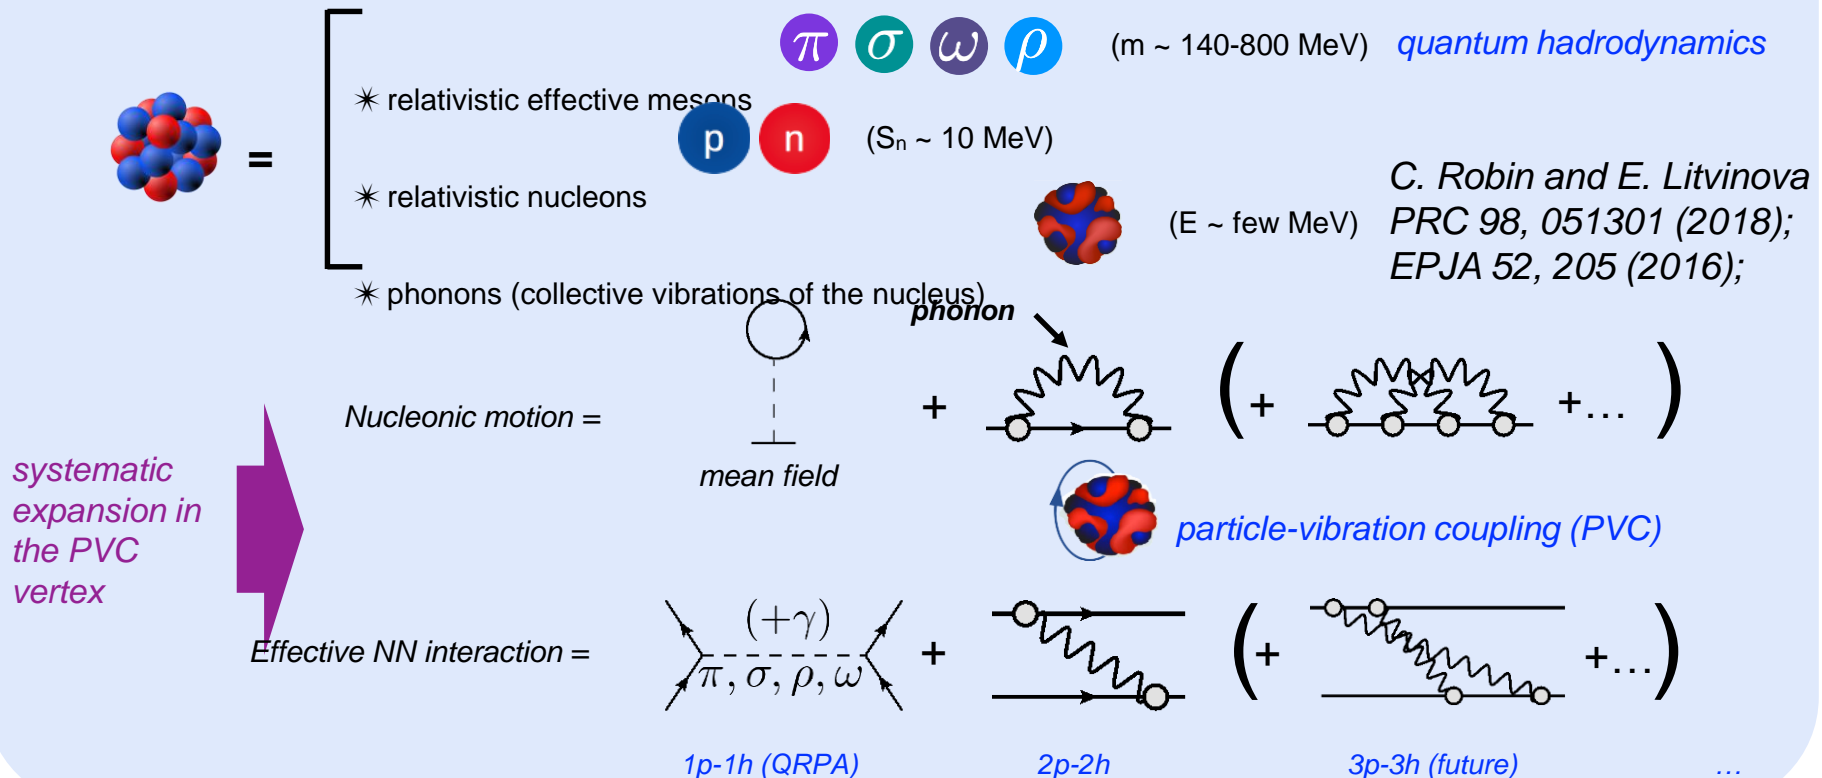 π σ ω ρ (m ~ 140-800 MeV) quantum hadrodynamics
✴ relativistic effective mesons
p n (Sn ~ 10 MeV)
=
✴ relativistic nucleons
C. Robin and E. Litvinova
PRC 98, 051301 (2018);
EPJA 52, 205 (2016);
(E ~ few MeV)
✴ phonons (collective vibrations of the nucleus)
phonon
Nucleonic motion = + (+ +... )
mean field
systematic
expansion in
the PVC
vertex
particle-vibration coupling (PVC)
(+γ)
Effective NN interaction = + (+ +...)
π, σ, ρ, ω
1p-1h (QRPA) 2p-2h 3p-3h (future) ...